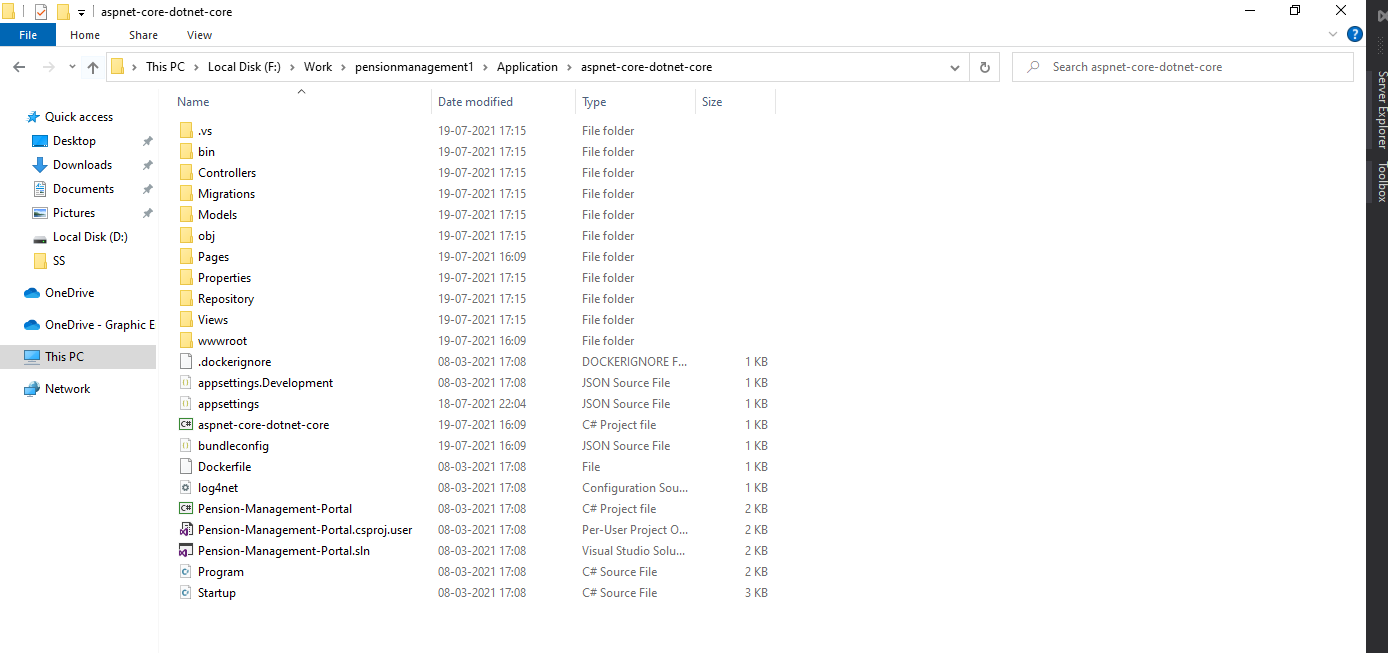 aspnet-core-dotnet-core
File Home Share View
This PC Local Disk (F:) Work pensionmanagement1 Application aspnet-core-dotnet-core
Search aspnet-core-dotnet-core
Quick access
Desktop
Downloads
Documents
Pictures
Local Disk (D:)
SS
OneDrive
OneDrive - Graphic E
This PC
Network
Name Date modified Type Size
.vs 19-07-2021 17:15 File folder
bin 19-07-2021 17:15 File folder
Controllers 19-07-2021 17:15 File folder
Migrations 19-07-2021 17:15 File folder
Models 19-07-2021 17:15 File folder
obj 19-07-2021 17:15 File folder
Pages 19-07-2021 16:09 File folder
Properties 19-07-2021 17:15 File folder
Repository 19-07-2021 17:15 File folder
Views 19-07-2021 17:15 File folder
wwwroot 19-07-2021 16:09 File folder
.dockerignore 08-03-2021 17:08 DOCKERIGNORE F... 1 KB
appsettings.Development 08-03-2021 17:08 JSON Source File 1 KB
appsettings 18-07-2021 22:04 JSON Source File 1 KB
aspnet-core-dotnet-core 19-07-2021 16:09 C# Project file 1 KB
bundleconfig 19-07-2021 16:09 JSON Source File 1 KB
Dockerfile 08-03-2021 17:08 File 1 KB
log4net 08-03-2021 17:08 Configuration Sou... 1 KB
Pension-Management-Portal 08-03-2021 17:08 C# Project file 2 KB
Pension-Management-Portal.csproj.user 08-03-2021 17:08 Per-User Project O... 2 KB
Pension-Management-Portal.sln 08-03-2021 17:08 Visual Studio Solu... 2 KB
Program 08-03-2021 17:08 C# Source File 2 KB
Startup 08-03-2021 17:08 C# Source File 3 KB
Server Explorer
Toolbox